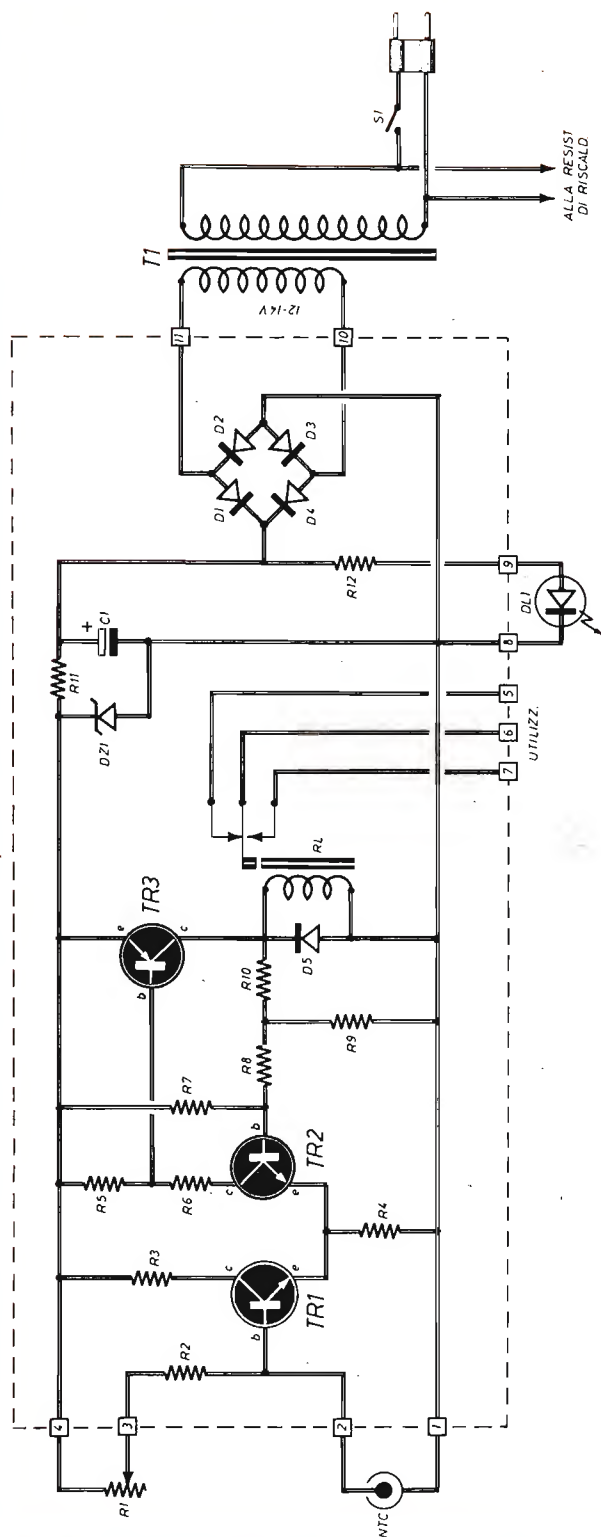 R1
4
3
2
1
NTC
R2
R3
TR1
b
c
e
R4
R5
R6
TR2
b
c
e
R7
R8
R9
R10
TR3
e
b
c
D5
RL
DZ1
R11
+
C1
R12
D1
D2
D3
D4
11
10
12-14V
T1
S1
ALLA RESIST
DI RISCALD.
5
6
7
UTILIZZ.
8
9
DL1